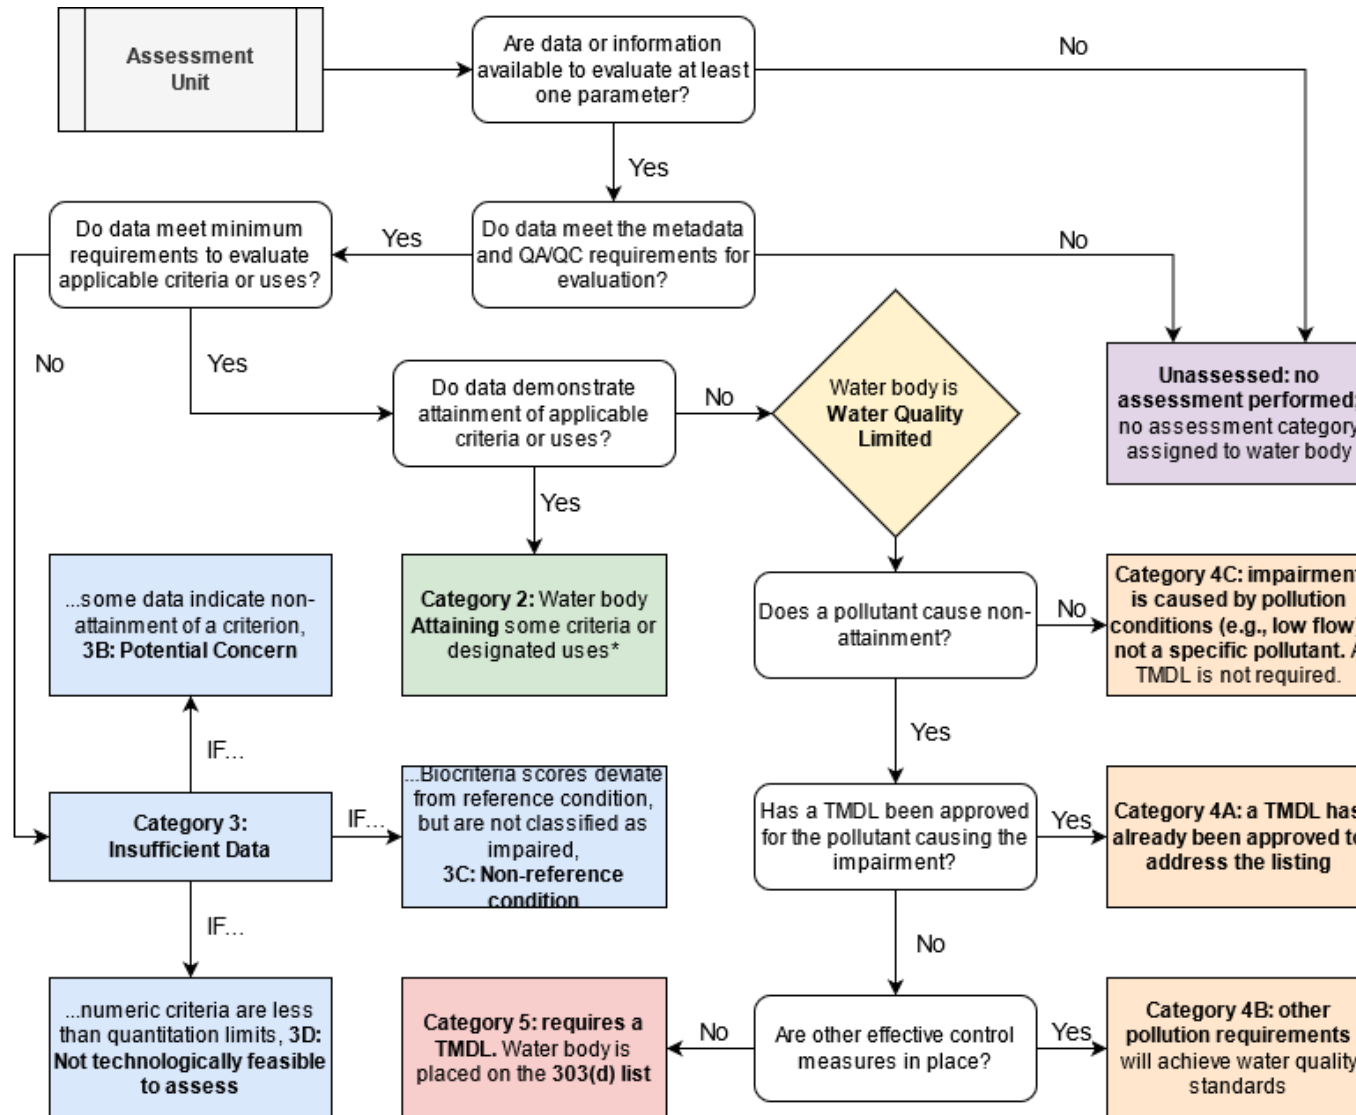 Assessment
Unit
Are data or information
available to evaluate at least
one parameter?
No
Yes
Do data meet minimum
requirements to evaluate
applicable criteria or uses?
Yes
Do data meet the metadata
and QA/QC requirements for
evaluation?
No
No
Yes
Do data demonstrate
attainment of applicable
criteria or uses?
No
Water body is
Water Quality
Limited
Unassessed: no
assessment performed;
no assessment category
assigned to water body
Yes
...some data indicate non-
attainment of a criterion,
3B: Potential Concern
Category 2: Water body
Attaining some criteria or
designated uses*
Does a pollutant cause non-
attainment?
No
Category 4C: impairment
is caused by pollution
conditions (e.g., low flow)
not a specific pollutant. A
TMDL is not required.
Yes
IF...
Category 3:
Insufficient Data
IF...
...Biocriteria scores deviate
from reference condition,
but are not classified as
impaired,
3C: Non-reference
condition
Has a TMDL been approved
for the pollutant causing the
impairment?
Yes
Category 4A: a TMDL has
already been approved to
address the listing
IF...
No
...numeric criteria are less
than quantitation limits, 3D:
Not technologically feasible
to assess
Category 5: requires a
TMDL. Water body is
placed on the 303(d) list
No
Are other effective control
measures in place?
Yes
Category 4B: other
pollution requirements
will achieve water quality
standards